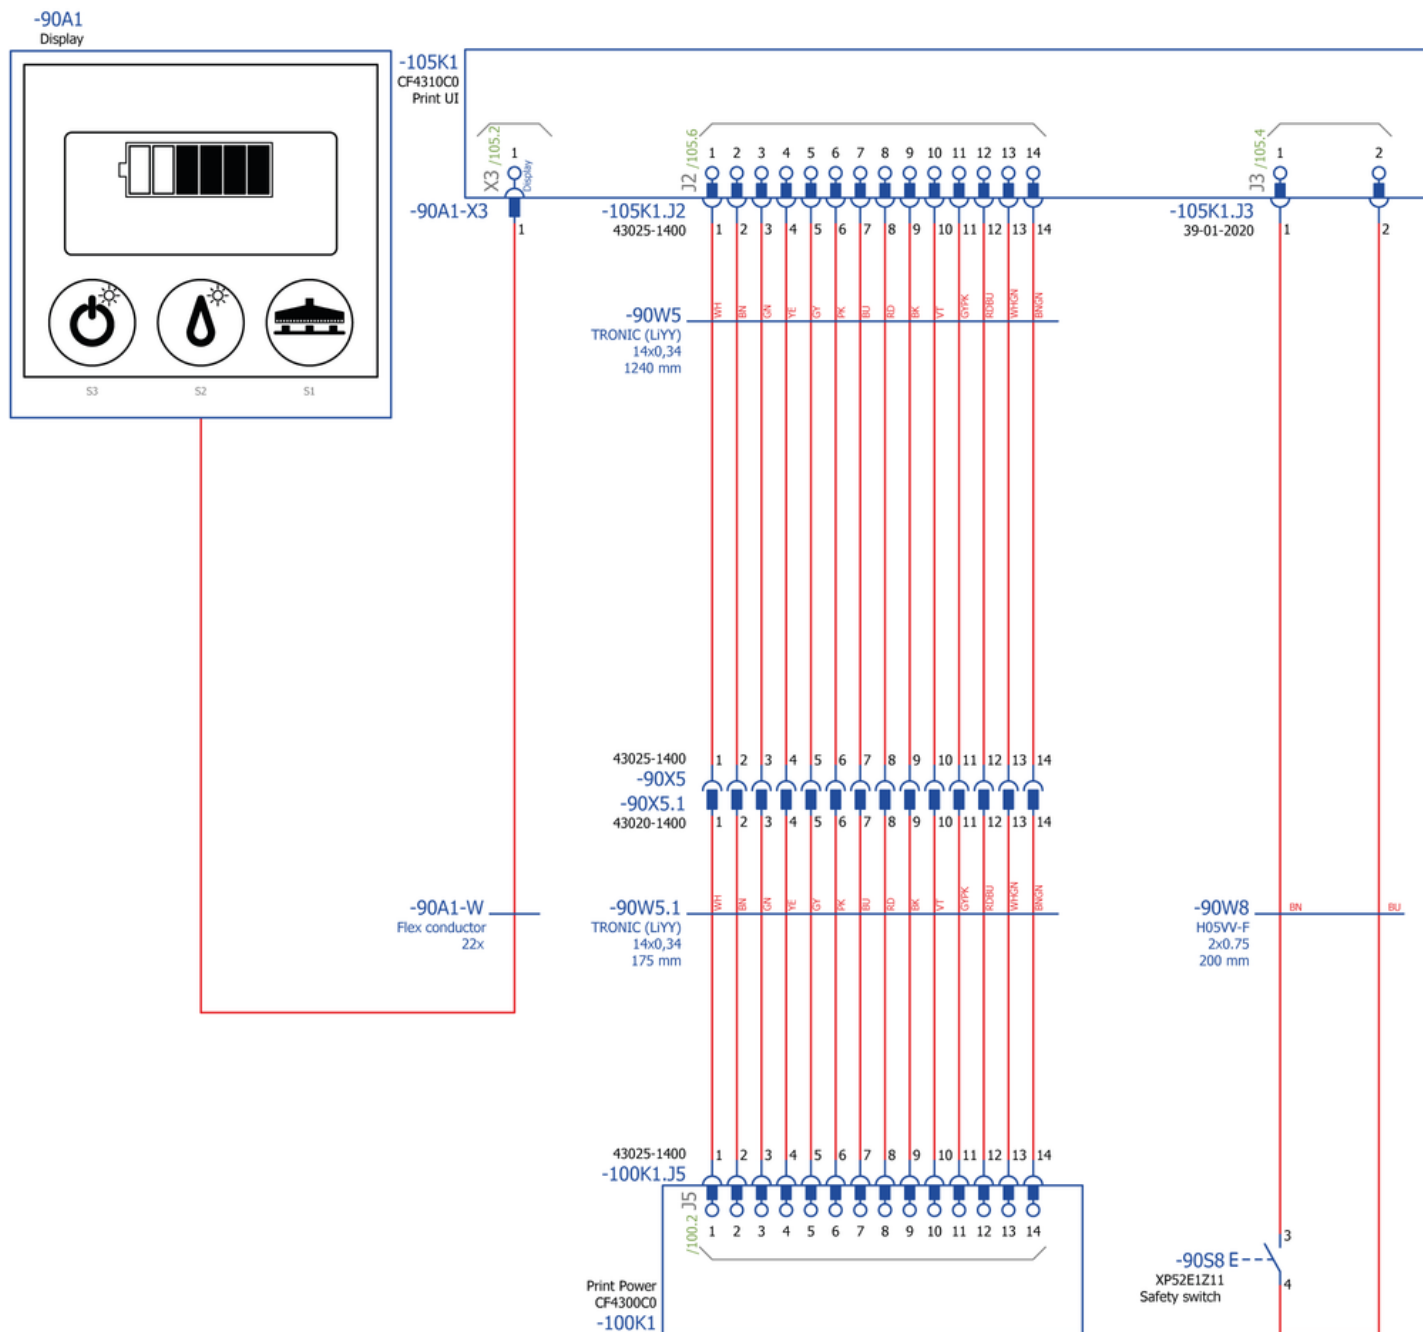 -90A1
Display
S3 S2 S1
-105K1
CF4310C0
Print UI
X3 /105.2
1
Display
-90A1-X3
1
J2 /105.6
1 2 3 4 5 6 7 8 9 10 11 12 13 14
-105K1.J2
43025-1400
1 2 3 4 5 6 7 8 9 10 11 12 13 14
J3 /105.4
1 2
-105K1.J3
39-01-2020
1 2
-90W5
TRONIC (LiYY)
14x0,34
1240 mm
WH BN GN YE GY PK BU RD BK VT GYPK RDBU WHGN BNGN
43025-1400
1 2 3 4 5 6 7 8 9 10 11 12 13 14
-90X5
-90X5.1
43020-1400
1 2 3 4 5 6 7 8 9 10 11 12 13 14
-90A1-W
Flex conductor
22x
-90W5.1
TRONIC (LiYY)
14x0,34
175 mm
WH BN GN YE GY PK BU RD BK VT GYPK RDBU WHGN BNGN
-90W8
H05VV-F
2x0.75
200 mm
BN BU
43025-1400
1 2 3 4 5 6 7 8 9 10 11 12 13 14
-100K1.J5
J5 /100.2
1 2 3 4 5 6 7 8 9 10 11 12 13 14
Print Power
CF4300C0
-100K1
3
-90S8 E
XP52E1Z11
Safety switch
4